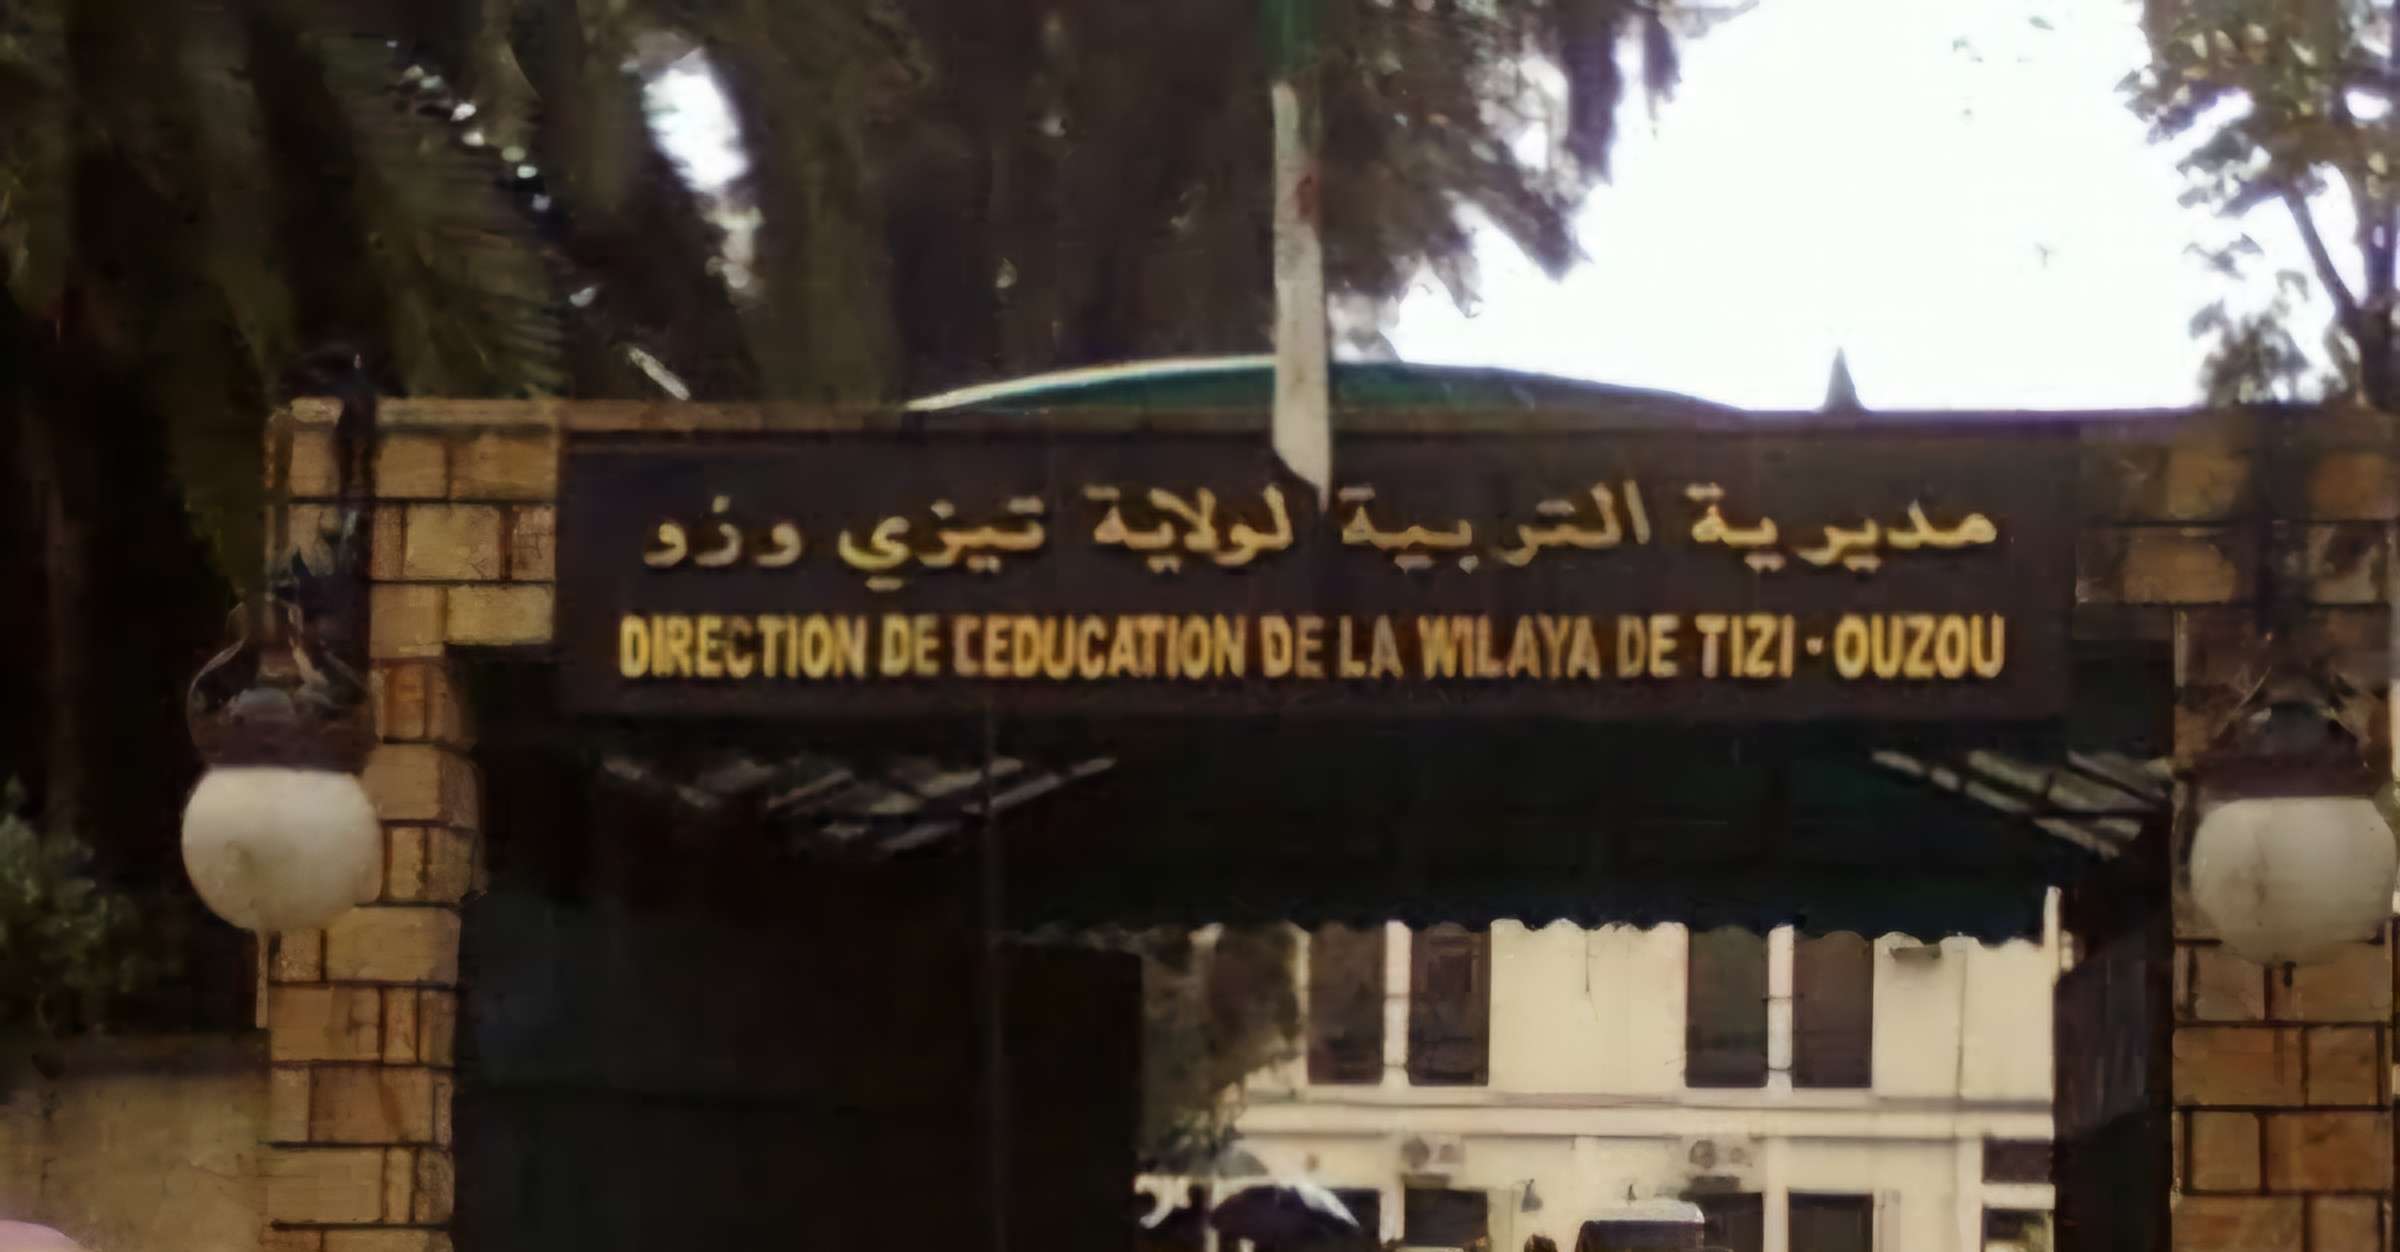 مديرية التربية لولاية تيزي وزو
DIRECTION DE L'EDUCATION DE LA WILAYA DE TIZI - OUZOU